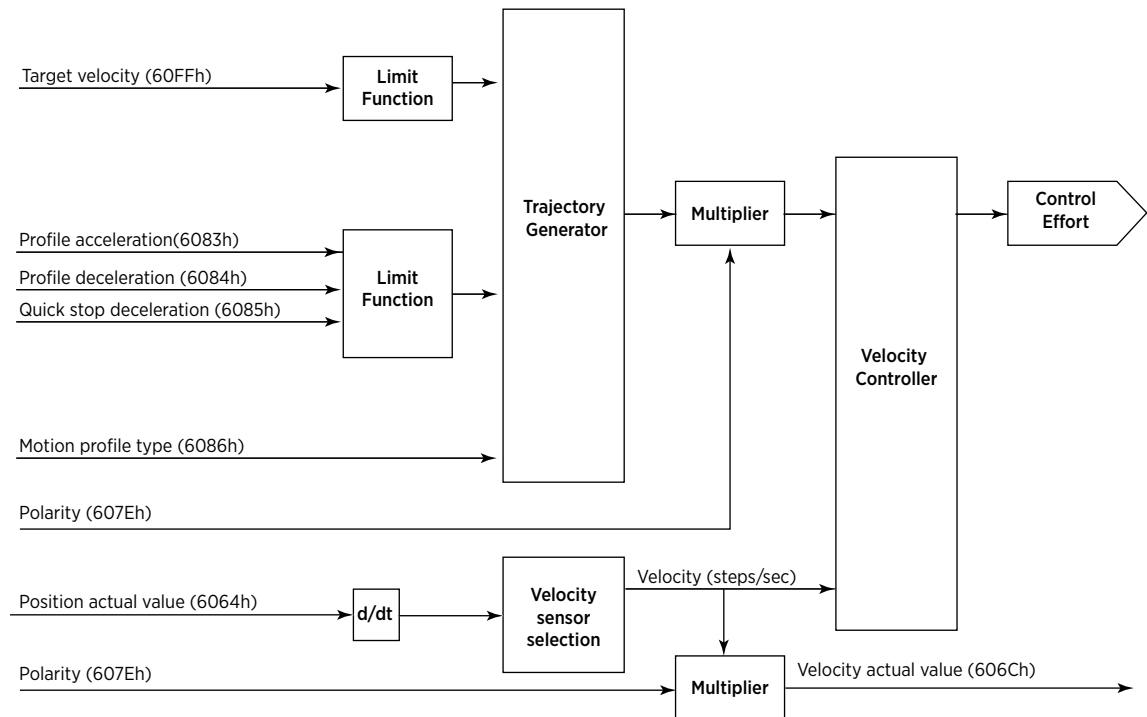 Target velocity (60FFh)
Limit
Function
Profile acceleration(6083h)
Profile deceleration (6084h)
Quick stop deceleration (6085h)
Limit
Function
Motion profile type (6086h)
Polarity (607Eh)
Trajectory
Generator
Multiplier
Velocity
Controller
Control
Effort
Position actual value (6064h)
d/dt
Velocity
sensor
selection
Velocity (steps/sec)
Polarity (607Eh)
Multiplier
Velocity actual value (606Ch)